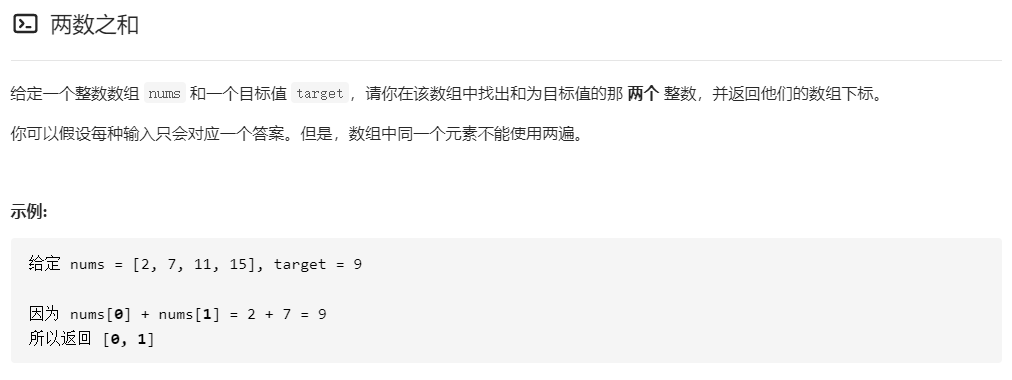 两数之和
给定一个整数数组 nums 和一个目标值 target，请你在该数组中找出和为目标值的那 两个 整数，并返回他们的数组下标。
你可以假设每种输入只会对应一个答案。但是，数组中同一个元素不能使用两遍。
示例:
给定 nums = [2, 7, 11, 15], target = 9
因为 nums[0] + nums[1] = 2 + 7 = 9
所以返回 [0, 1]